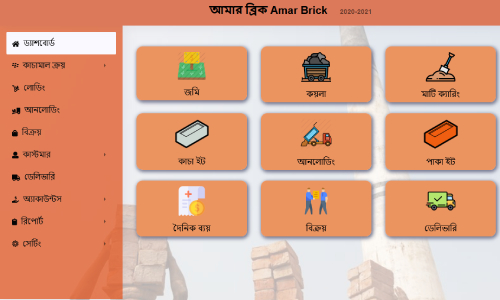 আমার ব্রিক Amar Brick 2020-2021
ড্যাশবোর্ড
কাচামাল ক্রয়
লোডিং
আনলোডিং
বিক্রয়
কাস্টমার
ডেলিভারি
অ্যাকাউন্টস
রিপোর্ট
সেটিং
জমি
কয়লা
মাটি ক্যারিং
কাচা ইট
আনলোডিং
পাকা ইট
দৈনিক ব্যয়
বিক্রয়
ডেলিভারি